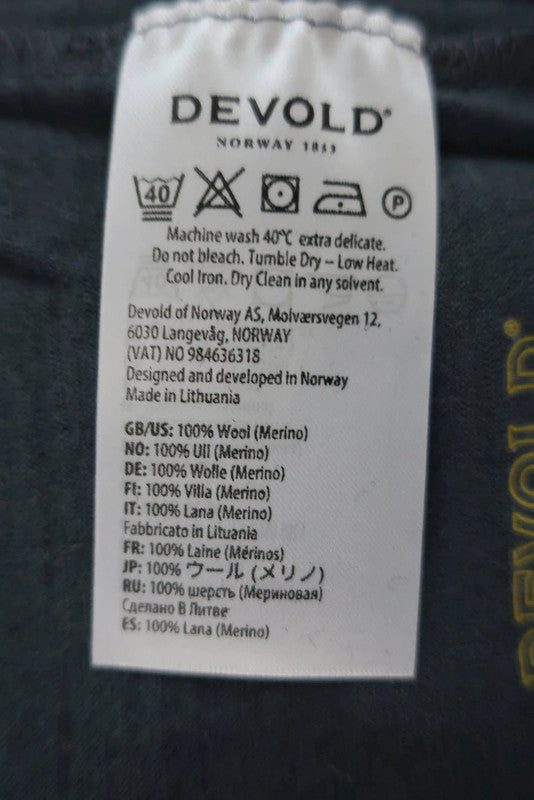 DEVOLD®
NORWAY 1853
40
P
Machine wash 40°C extra delicate.
Do not bleach. Tumble Dry – Low Heat.
Cool Iron. Dry Clean in any solvent.
Devold of Norway AS, Molværsvegen 12,
6030 Langevåg, NORWAY
(VAT) NO 984636318
Designed and developed in Norway
Made in Lithuania
GB/US: 100% Wool (Merino)
NO: 100% Ull (Merino)
DE: 100% Wolle (Merino)
FI: 100% Villa (Merino)
IT: 100% Lana (Merino)
Fabbricato in Lituania
FR: 100% Laine (Mérinos)
JP: 100% ウール (メリノ)
RU: 100% шерсть (Мериновая)
Сделано В Литве
ES: 100% Lana (Merino)
DEVOLD®